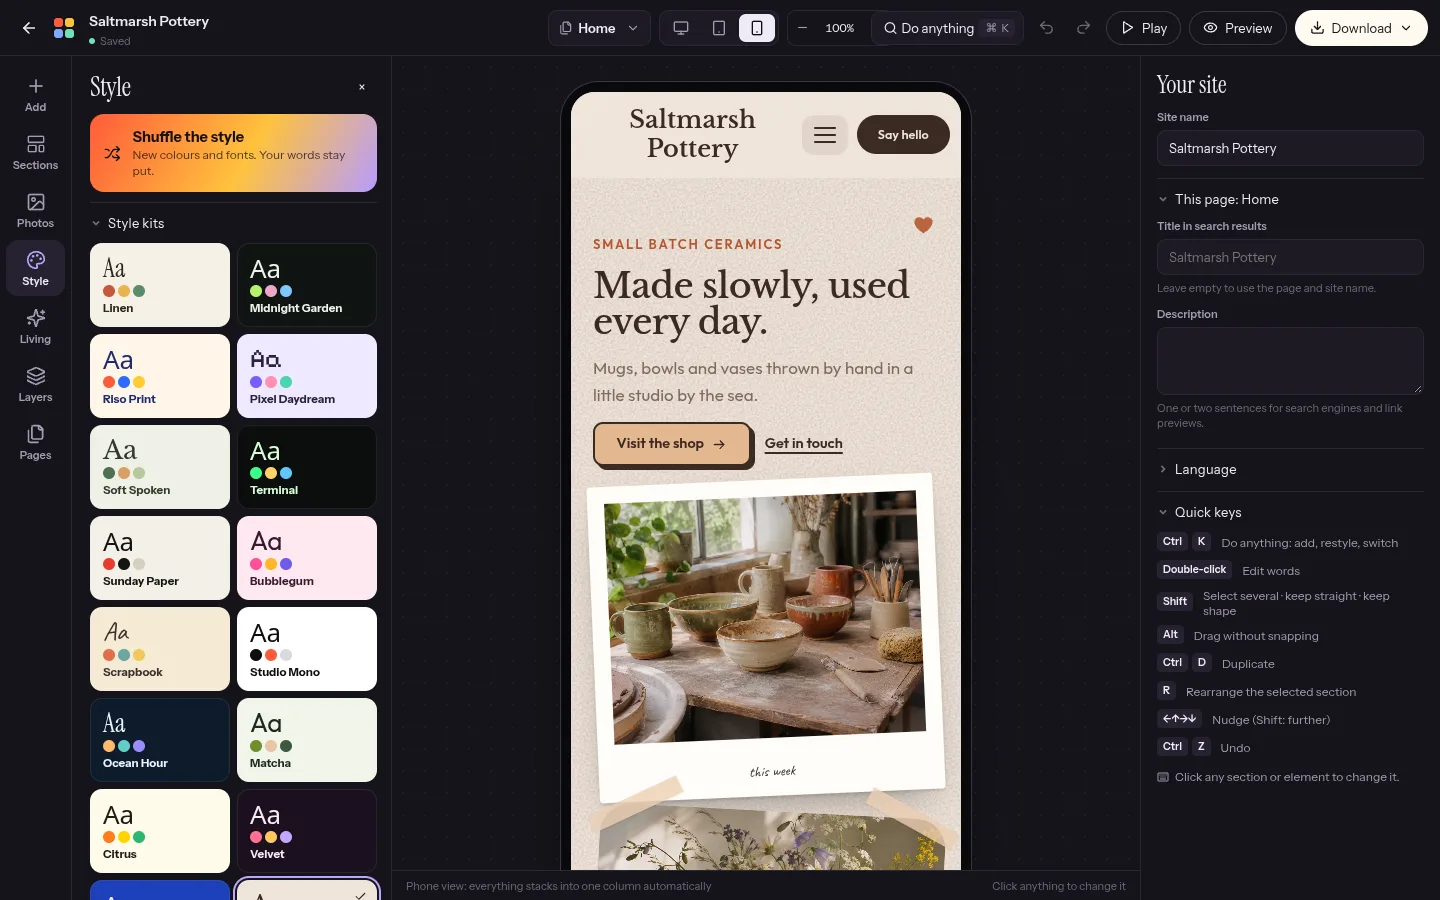 Saltmarsh Pottery
Saved
Home
100%
Do anything
⌘ K
Play
Preview
Download
Add
Sections
Photos
Style
Living
Layers
Pages
Style
×
Shuffle the style
New colours and fonts. Your words stay
put.
Style kits
Aa
Linen
Aa
Midnight Garden
Aa
Riso Print
Aa
Pixel Daydream
Aa
Soft Spoken
Aa
Terminal
Aa
Sunday Paper
Aa
Bubblegum
Aa
Scrapbook
Aa
Studio Mono
Aa
Ocean Hour
Aa
Matcha
Aa
Citrus
Aa
Velvet
Saltmarsh
Pottery
Say hello
SMALL BATCH CERAMICS
Made slowly, used
every day.
Mugs, bowls and vases thrown by hand in a
little studio by the sea.
Visit the shop →
Get in touch
this week
Phone view: everything stacks into one column automatically
Click anything to change it
Your site
Site name
Saltmarsh Pottery
This page: Home
Title in search results
Saltmarsh Pottery
Leave empty to use the page and site name.
Description
One or two sentences for search engines and link
previews.
Language
Quick keys
Ctrl K Do anything: add, restyle, switch
Double-click Edit words
Shift Select several · keep straight · keep
shape
Alt Drag without snapping
Ctrl D Duplicate
R Rearrange the selected section
←↑→↓ Nudge (Shift: further)
Ctrl Z Undo
Click any section or element to change it.